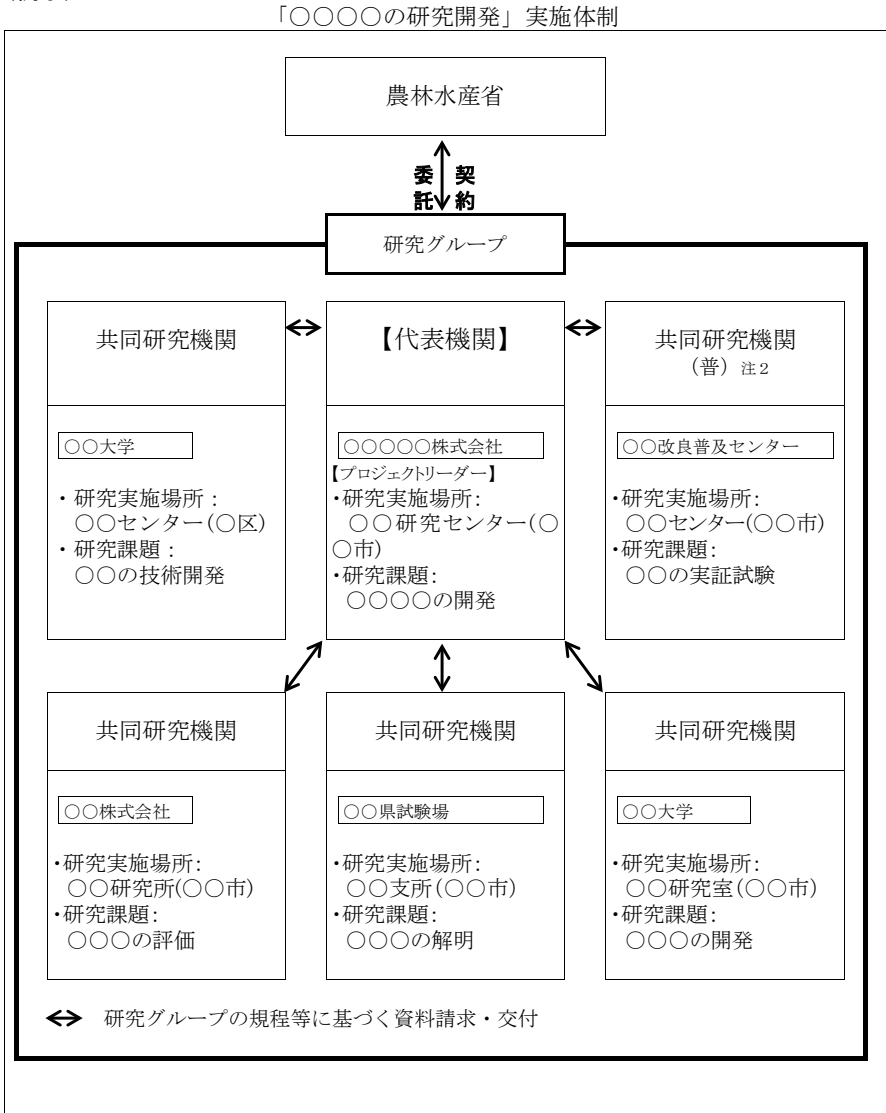 「○○○○の研究開発」実施体制
農林水産省
委 契
託 約
研究グループ
共同研究機関
○○大学
・研究実施場所:
○○センター(○区)
・研究課題:
○○の技術開発
【代表機関】
○○○○○株式会社
【プロジェクトリーダー】
・研究実施場所:
○○研究センター(○
○市)
・研究課題:
○○○○の開発
共同研究機関
(普) 注2
○○改良普及センター
・研究実施場所:
○○センター(○○市)
・研究課題:
○○の実証試験
共同研究機関
○○株式会社
・研究実施場所:
○○研究所(○○市)
・研究課題:
○○○の評価
共同研究機関
○○県試験場
・研究実施場所:
○○支所(○○市)
・研究課題:
○○○の解明
共同研究機関
○○大学
・研究実施場所:
○○研究室(○○市)
・研究課題:
○○○の開発
研究グループの規程等に基づく資料請求・交付